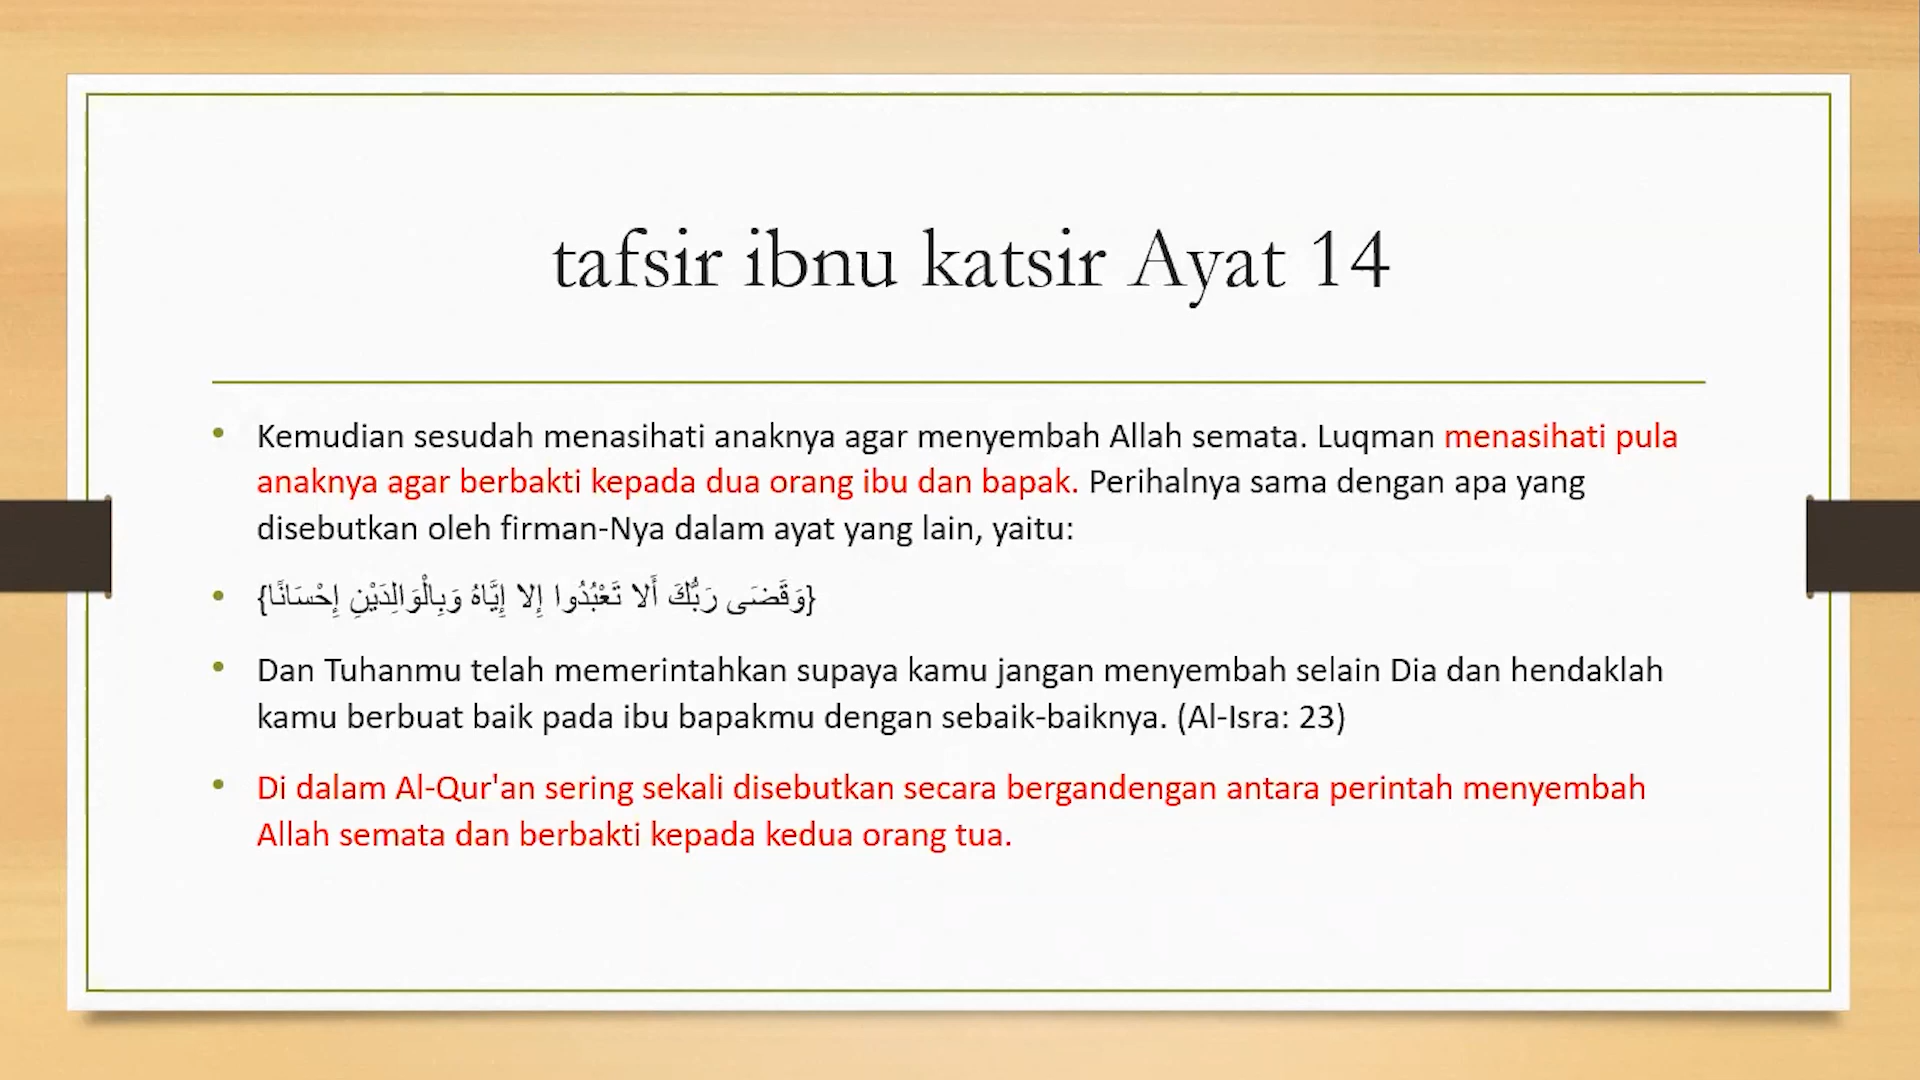 tafsir ibnu katsir Ayat 14
• Kemudian sesudah menasihati anaknya agar menyembah Allah semata. Luqman menasihati pula
anaknya agar berbakti kepada dua orang ibu dan bapak. Perihalnya sama dengan apa yang
disebutkan oleh firman-Nya dalam ayat yang lain, yaitu:
• {وَقَضَى رَبُّكَ أَلا تَعْبُدُوا إِلا إِيَّاهُ وَبِالْوَالِدَيْنِ إِحْسَانًا}
• Dan Tuhanmu telah memerintahkan supaya kamu jangan menyembah selain Dia dan hendaklah
kamu berbuat baik pada ibu bapakmu dengan sebaik-baiknya. (Al-Isra: 23)
• Di dalam Al-Qur'an sering sekali disebutkan secara bergandengan antara perintah menyembah
Allah semata dan berbakti kepada kedua orang tua.